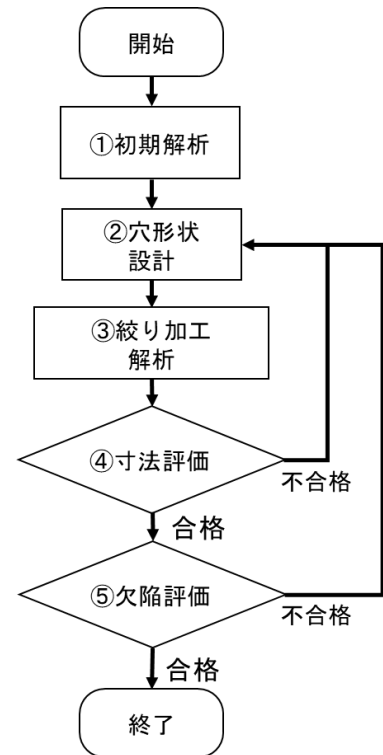 開始
①初期解析
②穴形状
設計
③絞り加工
解析
④寸法評価
不合格
合格
⑤欠陥評価
不合格
合格
終了